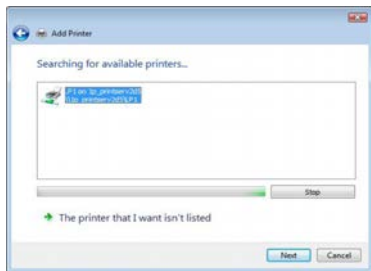 Add Printer
Searching for available printers...
Stop
The printer that I want isn't listed
Next
Cancel